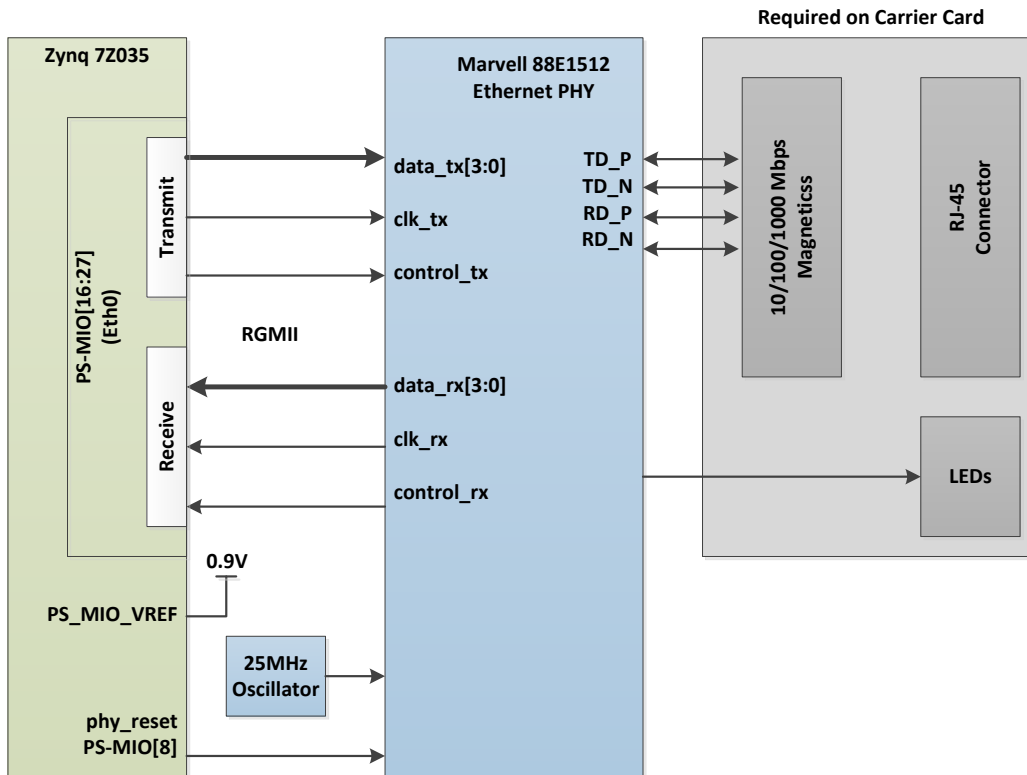 Required on Carrier Card
Zynq 7Z035
Marvell 88E1512
Ethernet PHY
PS-MIO[16:27]
(Eth0)
Transmit
Receive
data_tx[3:0]
clk_tx
control_tx
RGMII
data_rx[3:0]
clk_rx
control_rx
TD_P
TD_N
RD_P
RD_N
10/100/1000 Mbps
Magneticss
RJ-45
Connector
LEDs
0.9V
PS_MIO_VREF
25MHz
Oscillator
phy_reset
PS-MIO[8]